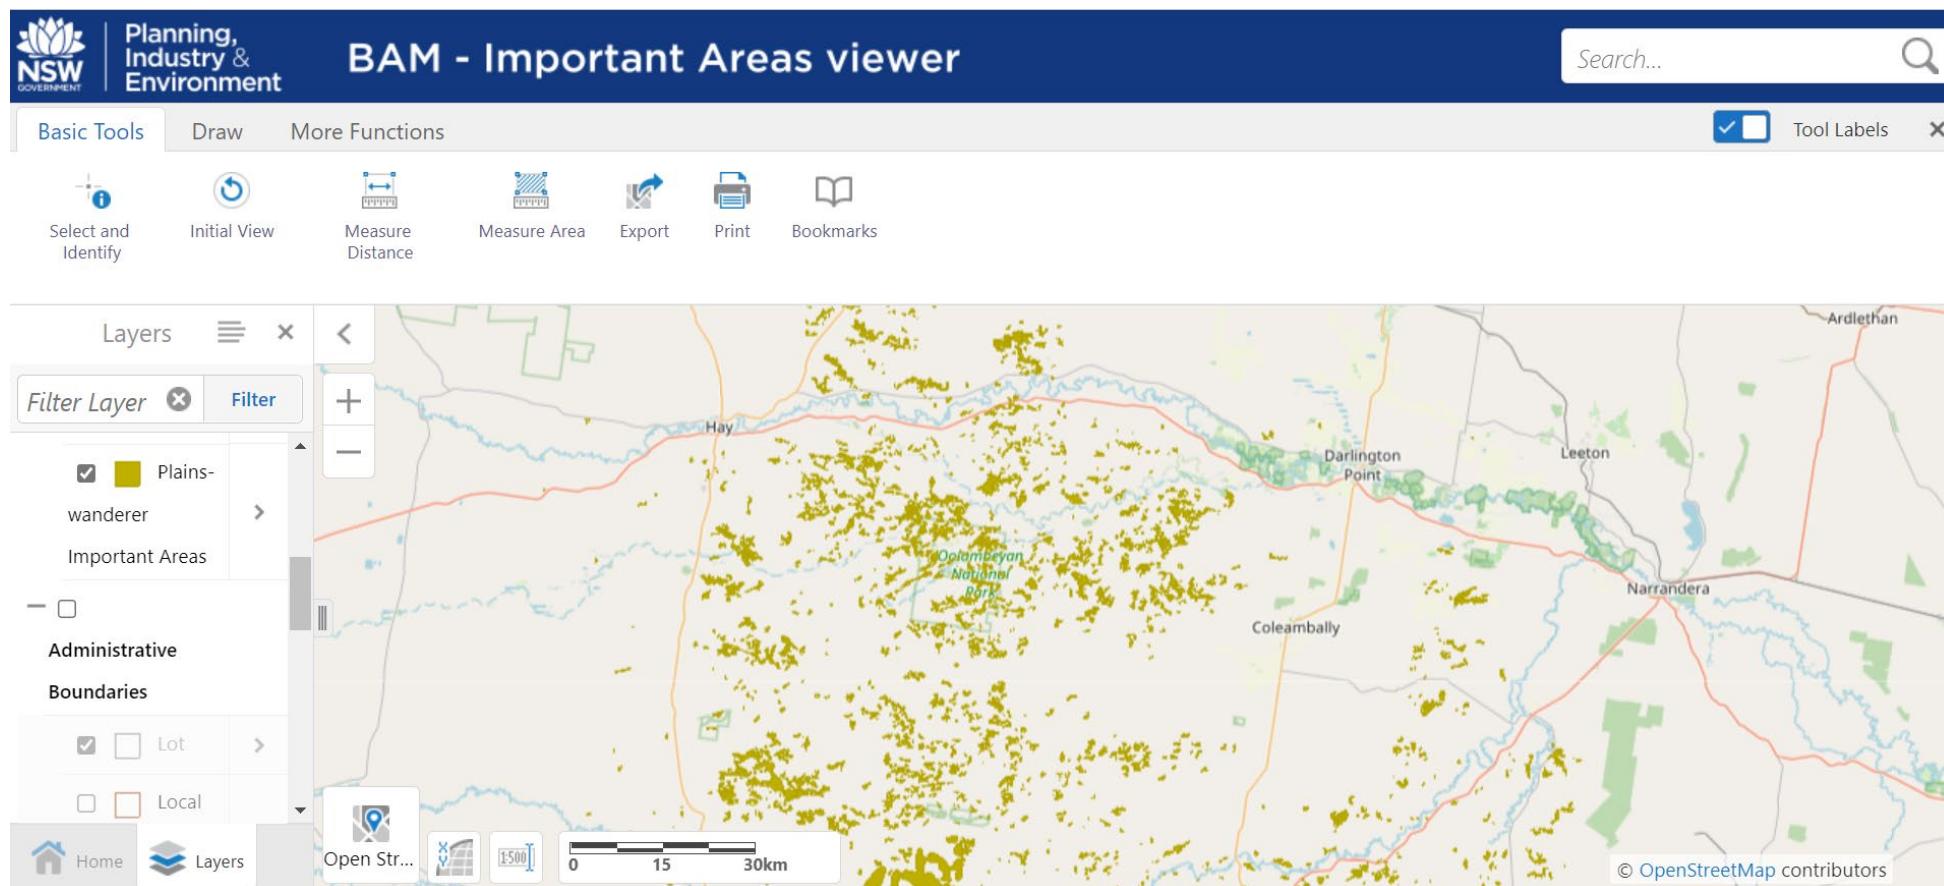 Planning,
Industry &
Environment
NSW
GOVERNMENT
BAM - Important Areas viewer
Search...
Basic Tools
Draw
More Functions
Tool Labels
Select and
Identify
Initial View
Measure
Distance
Measure Area
Export
Print
Bookmarks
Layers
Filter Layer
Filter
Plains-
wanderer
Important Areas
Administrative
Boundaries
Lot
Local
Home
Layers
Ardlethan
Hay
Darlington
Point
Leeton
Oolambeyan
National
Park
Narrandera
Coleambally
Open Str...
X
Y
1:500
0 15 30km
© OpenStreetMap contributors